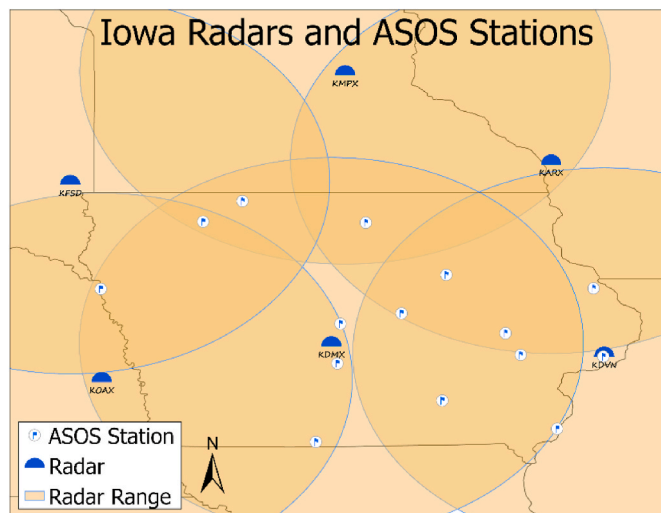 Iowa Radars and ASOS Stations
KMPX
KARX
KFSD
KDMX
KDVN
KOAX
ASOS Station
Radar
Radar Range
N